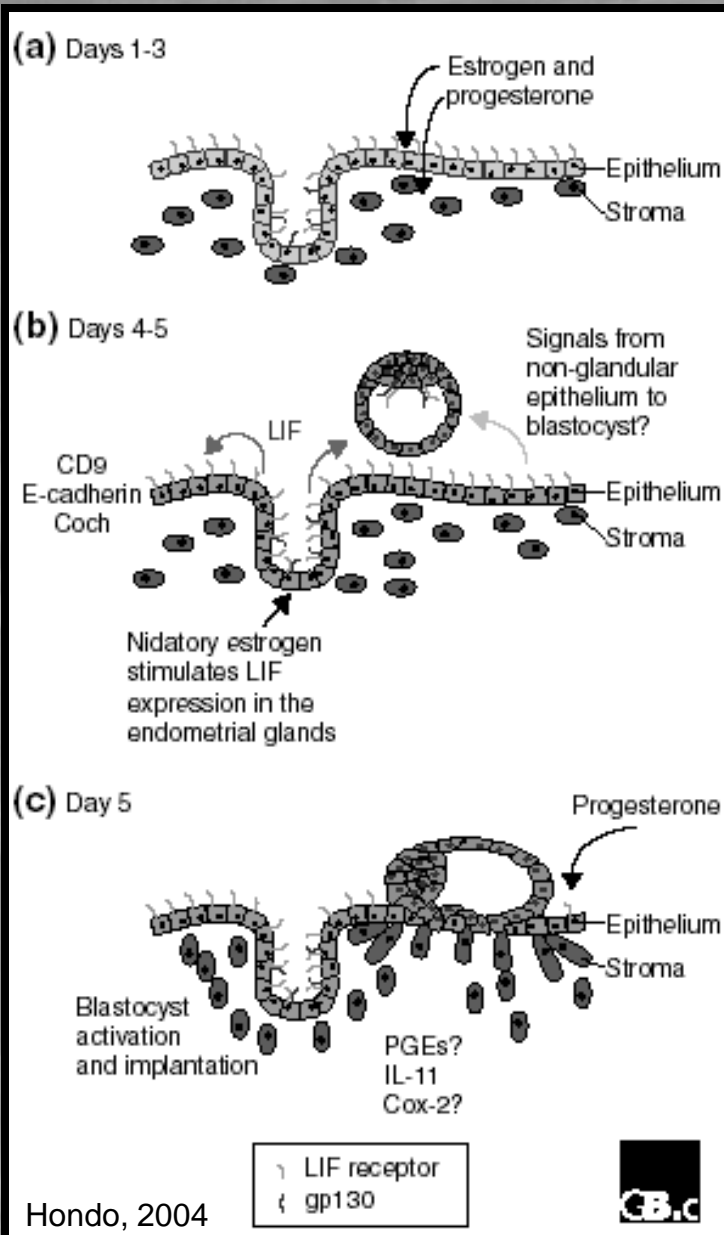 (a) Days 1-3
Estrogen and
progesterone
Epithelium
Stroma
(b) Days 4-5
Signals from
non-glandular
epithelium to
blastocyst?
LIF
CD9
E-cadherin
Coch
Epithelium
Stroma
Nidatory estrogen
stimulates LIF
expression in the
endometrial glands
(c) Day 5
Progesterone
Epithelium
Stroma
Blastocyst
activation
and implantation
PGEs?
IL-11
Cox-2?
LIF receptor
gp130
Hondo, 2004